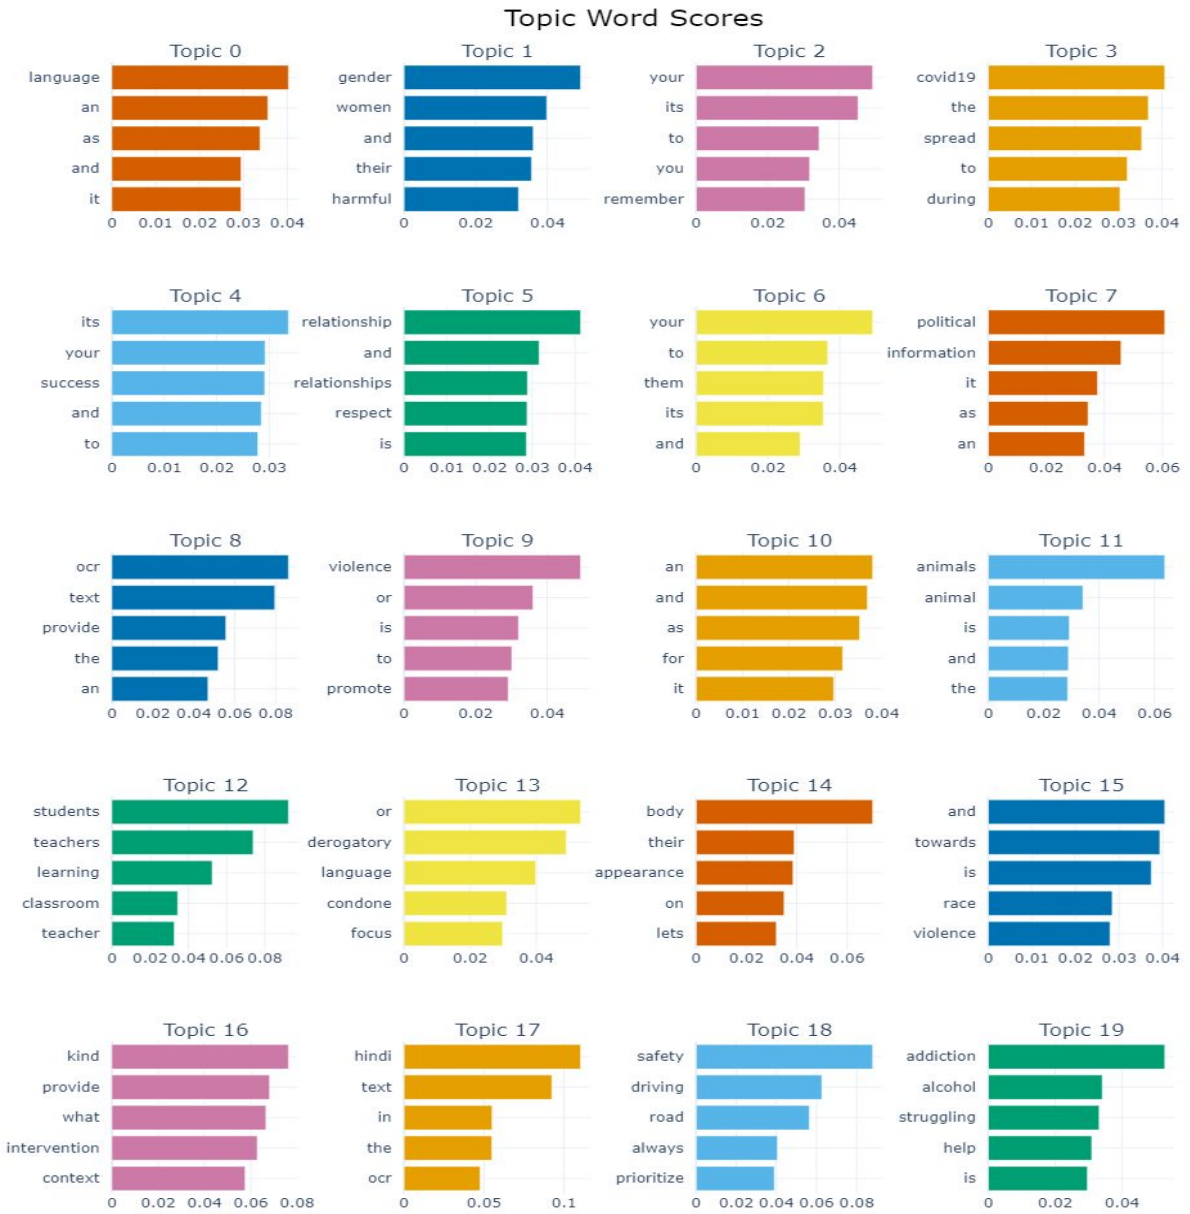 Topic Word Scores
Topic 0 Topic 1 Topic 2 Topic 3
language gender your covid19
an women its the
as and to spread
and their you to
it harmful remember during
0 0.01 0.02 0.03 0.04 0 0.02 0.04 0 0.02 0.04 0 0.01 0.02 0.03 0.04
Topic 4 Topic 5 Topic 6 Topic 7
its relationship your political
your and to information
success relationships them it
and respect its as
to is and an
0 0.01 0.02 0.03 0 0.01 0.02 0.03 0.04 0 0.02 0.04 0 0.02 0.04 0.06
Topic 8 Topic 9 Topic 10 Topic 11
ocr violence an animals
text or and animal
provide is as is
the to for and
an promote it the
0 0.02 0.04 0.06 0.08 0 0.02 0.04 0 0.01 0.02 0.03 0.04 0 0.02 0.04 0.06
Topic 12 Topic 13 Topic 14 Topic 15
students or body and
teachers derogatory their towards
learning language appearance is
classroom condone on race
teacher focus lets violence
0 0.02 0.04 0.06 0.08 0 0.02 0.04 0 0.02 0.04 0.06 0 0.01 0.02 0.03 0.04
Topic 16 Topic 17 Topic 18 Topic 19
kind hindi safety addiction
provide text driving alcohol
what in road struggling
intervention the always help
context ocr prioritize is
0 0.02 0.04 0.06 0.08 0 0.05 0.1 0 0.02 0.04 0.06 0.08 0 0.02 0.04